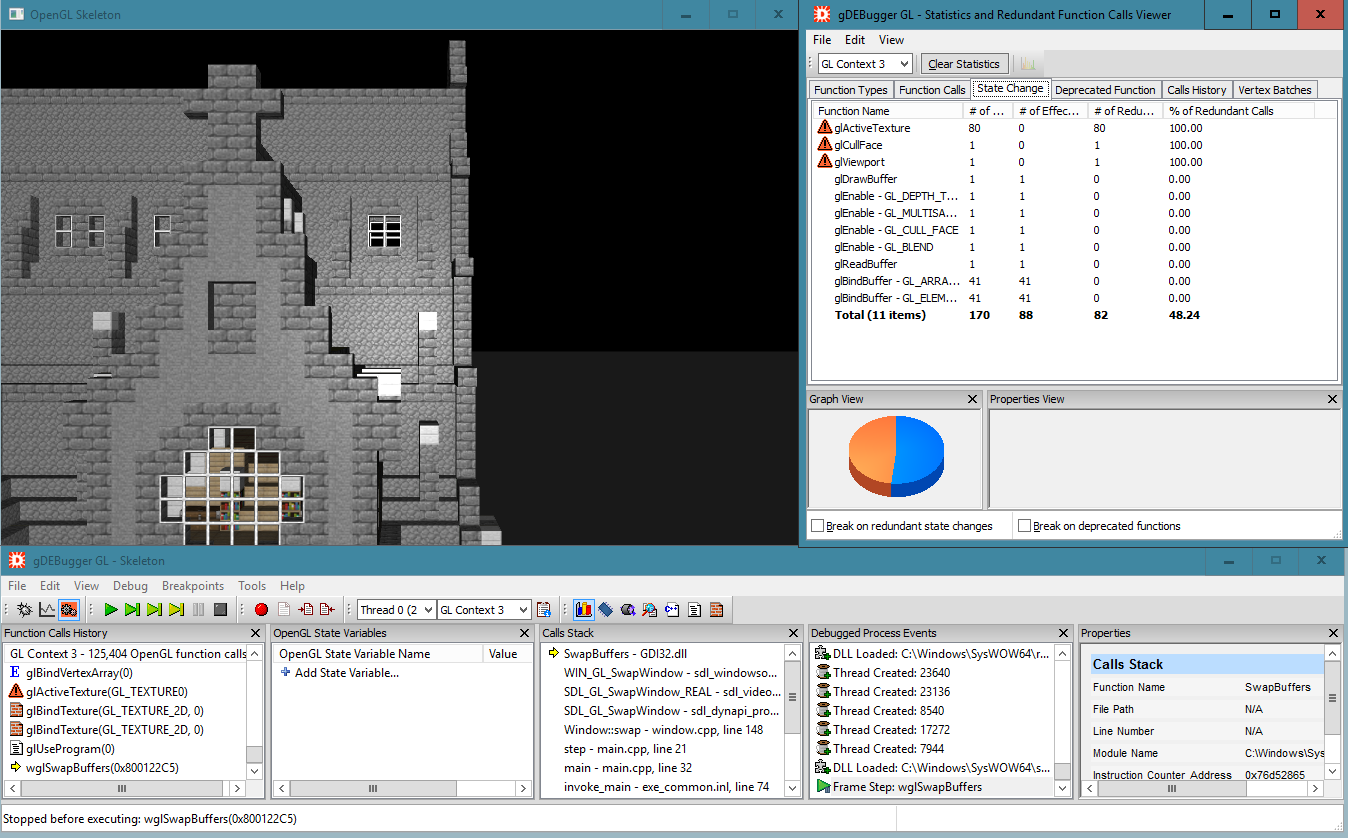 OpenGL Skeleton
gDEBugger GL - Statistics and Redundant Function Calls Viewer
File Edit View
GL Context 3 Clear Statistics
Function Types Function Calls State Change Deprecated Function Calls History Vertex Batches
Function Name # of ... # of Effec... # of Redu... % of Redundant Calls
glActiveTexture 80 0 80 100.00
glCullFace 1 0 1 100.00
glViewport 1 0 1 100.00
glDrawBuffer 1 1 0 0.00
glEnable - GL_DEPTH_T... 1 1 0 0.00
glEnable - GL_MULTISA... 1 1 0 0.00
glEnable - GL_CULL_FACE 1 1 0 0.00
glEnable - GL_BLEND 1 1 0 0.00
glReadBuffer 1 1 0 0.00
glBindBuffer - GL_ARRA... 41 41 0 0.00
glBindBuffer - GL_ELEM... 41 41 0 0.00
Total (11 items) 170 88 82 48.24
Graph View
Properties View
Break on redundant state changes
Break on deprecated functions
gDEBugger GL - Skeleton
File Edit View Debug Breakpoints Tools Help
Thread 0 (2 GL Context 3
Function Calls History
GL Context 3 - 125,404 OpenGL function calls
glBindVertexArray(0)
glActiveTexture(GL_TEXTURE0)
glBindTexture(GL_TEXTURE_2D, 0)
glBindTexture(GL_TEXTURE_2D, 0)
glUseProgram(0)
wglSwapBuffers(0x800122C5)
OpenGL State Variables
OpenGL State Variable Name Value
Add State Variable...
Calls Stack
SwapBuffers - GDI32.dll
WIN_GL_SwapWindow - sdl_windowso...
SDL_GL_SwapWindow_REAL - sdl_video...
SDL_GL_SwapWindow - sdl_dynapi_pro...
Window::swap - window.cpp, line 148
step - main.cpp, line 21
main - main.cpp, line 32
invoke_main - exe_common.inl, line 74
Debugged Process Events
DLL Loaded: C:\Windows\SysWOW64\r...
Thread Created: 23640
Thread Created: 23136
Thread Created: 8540
Thread Created: 17272
Thread Created: 7944
DLL Loaded: C:\Windows\SysWOW64\s...
Frame Step: wglSwapBuffers
Properties
Calls Stack
Function Name SwapBuffers
File Path N/A
Line Number N/A
Module Name C:\Windows\Sys
Instruction Counter Address 0x76d52865
Stopped before executing: wglSwapBuffers(0x800122C5)